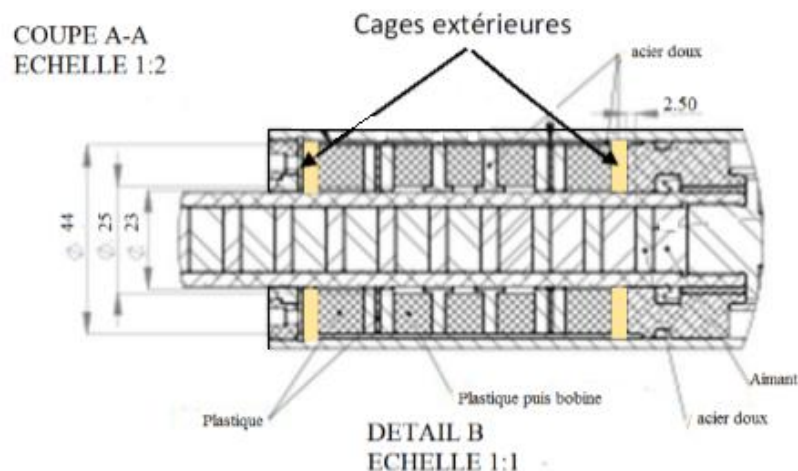 COUPE A-A
ECHELLE 1:2
Cages extérieures
acier doux
2.50
Ø 44
Ø 25
Ø 23
Plastique
Plastique puis bobine
Aimant
acier doux
DETAIL B
ECHELLE 1:1